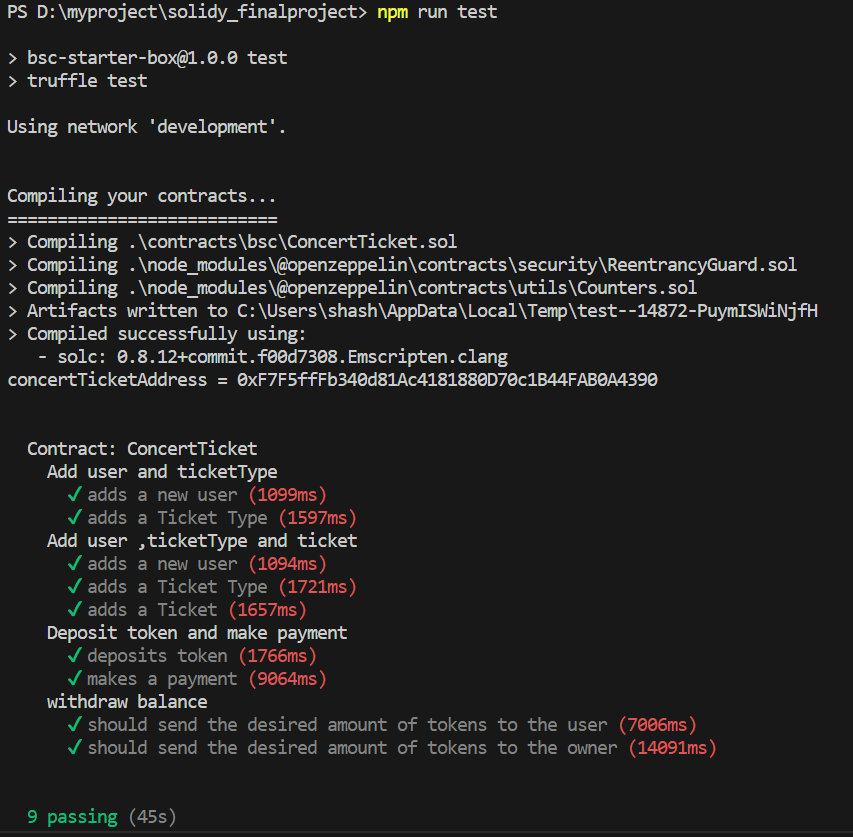 PS D:\myproject\solidy_finalproject> npm run test
> bsc-starter-box@1.0.0 test
> truffle test
Using network 'development'.
Compiling your contracts...
===========================
> Compiling .\contracts\bsc\ConcertTicket.sol
> Compiling .\node_modules\@openzeppelin\contracts\security\ReentrancyGuard.sol
> Compiling .\node_modules\@openzeppelin\contracts\utils\Counters.sol
> Artifacts written to C:\Users\shash\AppData\Local\Temp\test--14872-PuymISWiNjfH
> Compiled successfully using:
- solc: 0.8.12+commit.f00d7308.Emscripten.clang
concertTicketAddress = 0xF7F5ffFb340d81Ac4181880D70c1B44FAB0A4390
Contract: ConcertTicket
Add user and ticketType
✓ adds a new user (1099ms)
✓ adds a Ticket Type (1597ms)
Add user ,ticketType and ticket
✓ adds a new user (1094ms)
✓ adds a Ticket Type (1721ms)
✓ adds a Ticket (1657ms)
Deposit token and make payment
✓ deposits token (1766ms)
✓ makes a payment (9064ms)
withdraw balance
✓ should send the desired amount of tokens to the user (7006ms)
✓ should send the desired amount of tokens to the owner (14091ms)
9 passing (45s)